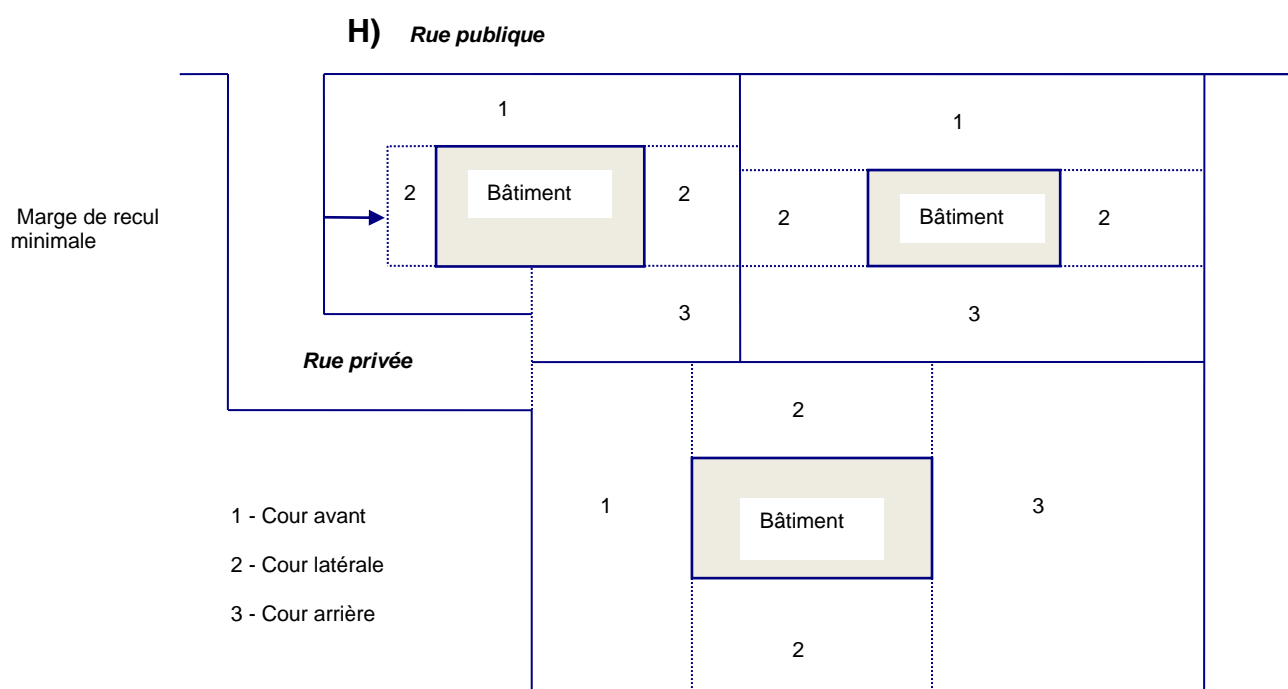 H) Rue publique
1
1
2
Bâtiment
2
2
Bâtiment
2
Marge de recul
minimale
3
3
Rue privée
2
1
Bâtiment
3
1 - Cour avant
2 - Cour latérale
3 - Cour arrière
2